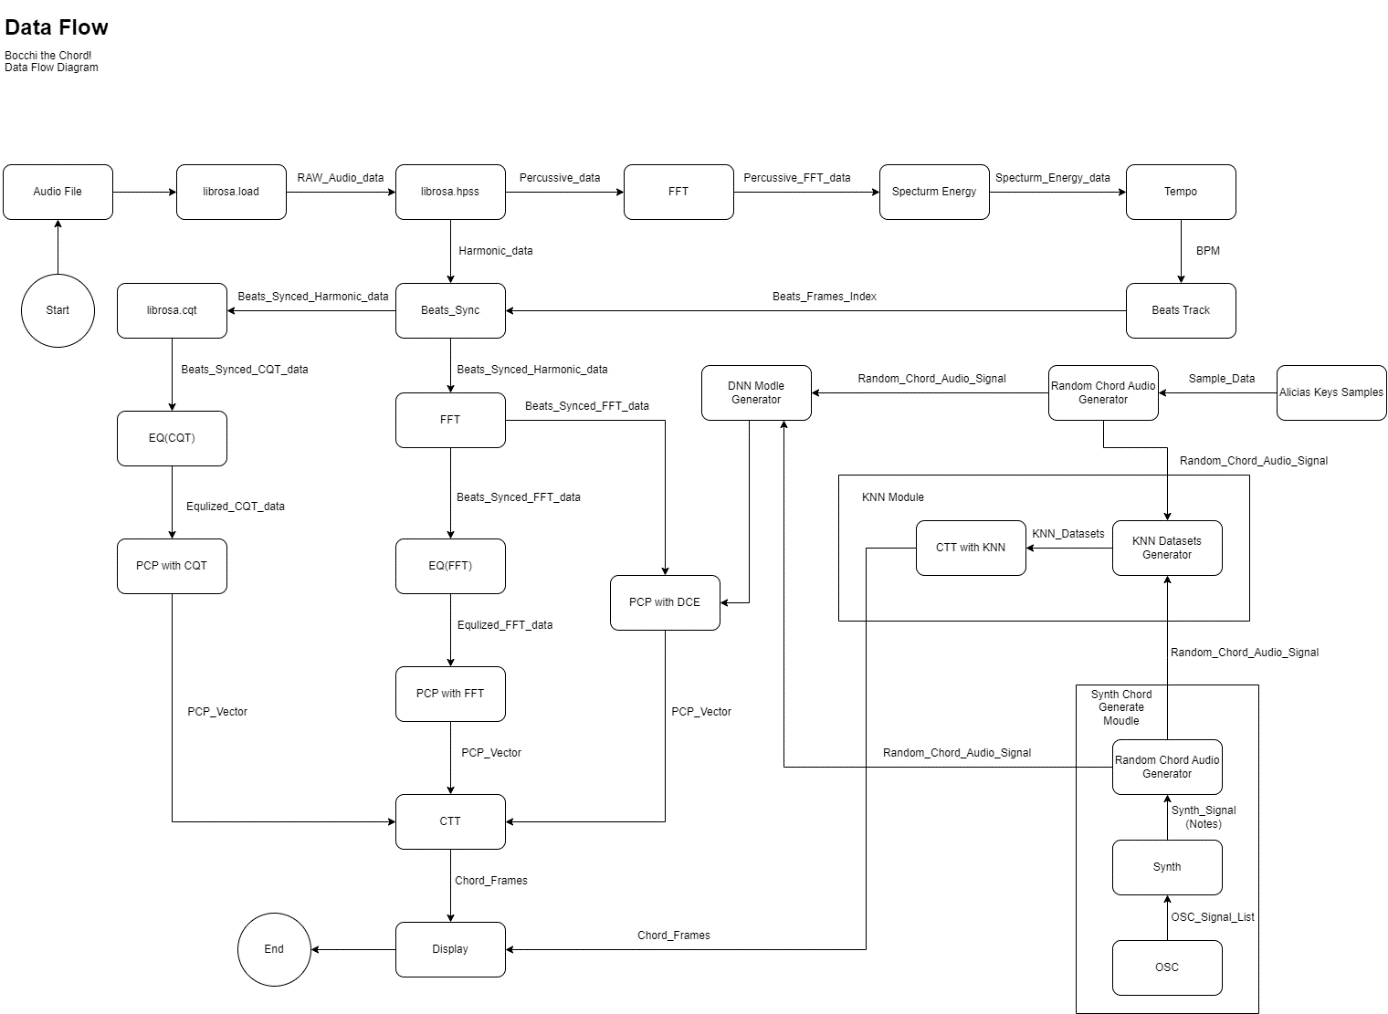 Data Flow
Bocchi the Chord!
Data Flow Diagram
Audio File
librosa.load
RAW_Audio_data
librosa.hpss
Percussive_data
FFT
Percussive_FFT_data
Specturm Energy
Specturm_Energy_data
Tempo
Harmonic_data
BPM
Start
librosa.cqt
Beats_Synced_Harmonic_data
Beats_Sync
Beats_Frames_Index
Beats Track
Beats_Synced_CQT_data
Beats_Synced_Harmonic_data
DNN Modle
Generator
Random_Chord_Audio_Signal
Random Chord Audio
Generator
Sample_Data
Alicias Keys Samples
EQ(CQT)
FFT
Beats_Synced_FFT_data
Random_Chord_Audio_Signal
Equlized_CQT_data
Beats_Synced_FFT_data
KNN Module
PCP with CQT
EQ(FFT)
CTT with KNN
KNN_Datasets
KNN Datasets
Generator
PCP with DCE
Equlized_FFT_data
Random_Chord_Audio_Signal
PCP with FFT
Synth Chord
Generate
Moudle
PCP_Vector
PCP_Vector
PCP_Vector
Random_Chord_Audio_Signal
Random Chord Audio
Generator
CTT
Synth_Signal
(Notes)
Synth
Chord_Frames
OSC_Signal_List
End
Display
Chord_Frames
OSC